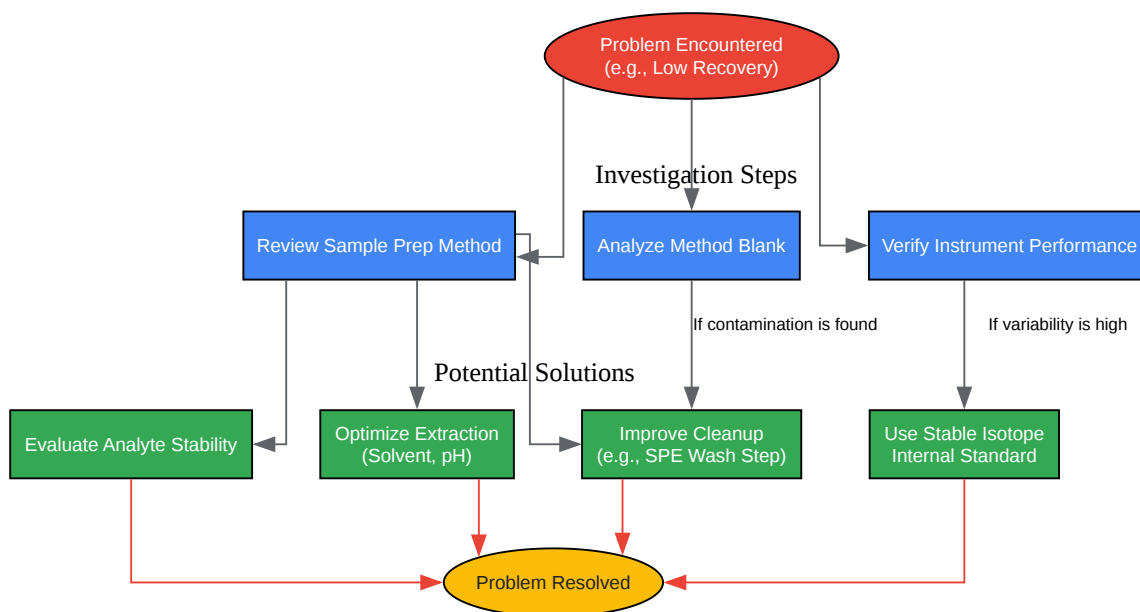 Problem Encountered
(e.g., Low Recovery)
Investigation Steps
Review Sample Prep Method
Analyze Method Blank
Verify Instrument Performance
If contamination is found
If variability is high
Potential Solutions
Evaluate Analyte Stability
Optimize Extraction
(Solvent, pH)
Improve Cleanup
(e.g., SPE Wash Step)
Use Stable Isotope
Internal Standard
Problem Resolved